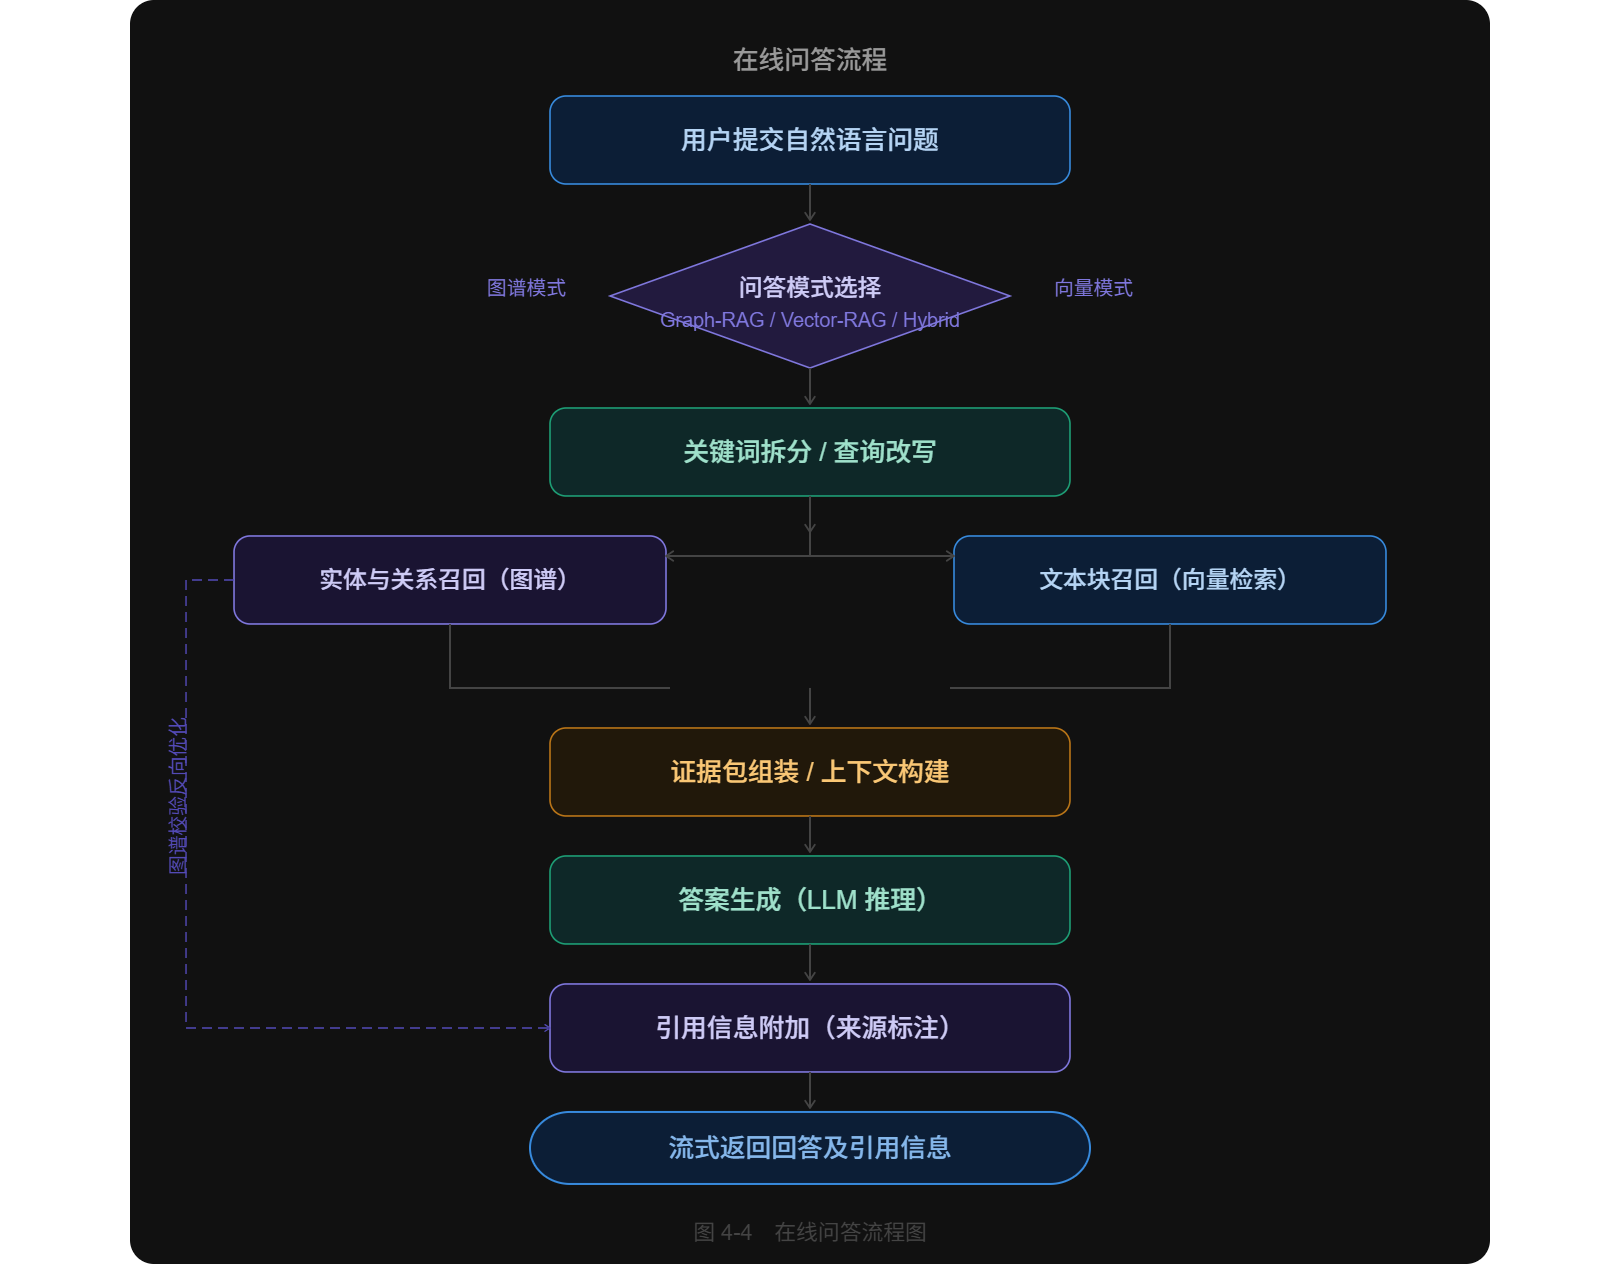 在线问答流程
用户提交自然语言问题
图谱模式
问答模式选择
向量模式
Graph-RAG / Vector-RAG / Hybrid
关键词拆分 / 查询改写
实体与关系召回（图谱）
文本块召回（向量检索）
图谱校验反向优化
证据包组装 / 上下文构建
答案生成（LLM 推理）
引用信息附加（来源标注）
流式返回回答及引用信息
图 4-4 在线问答流程图